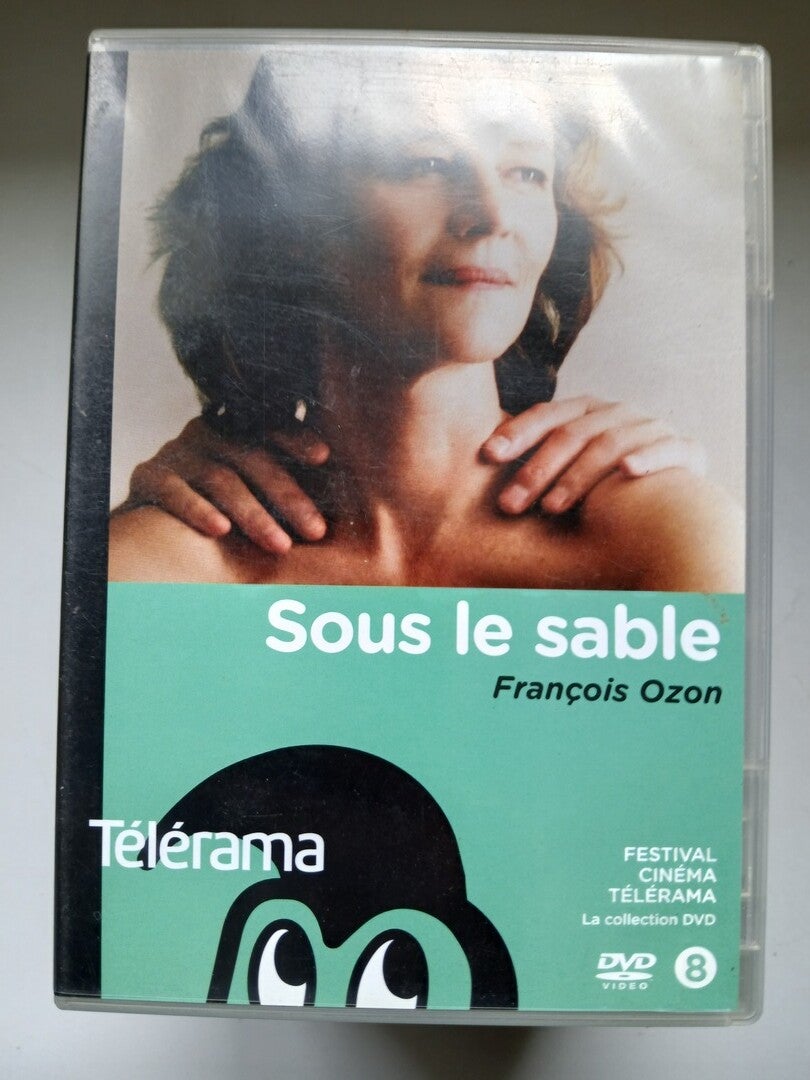 Sous le sable
François Ozon
Télérama
FESTIVAL
CINÉMA
TÉLÉRAMA
La collection DVD
DVD
VIDEO
8